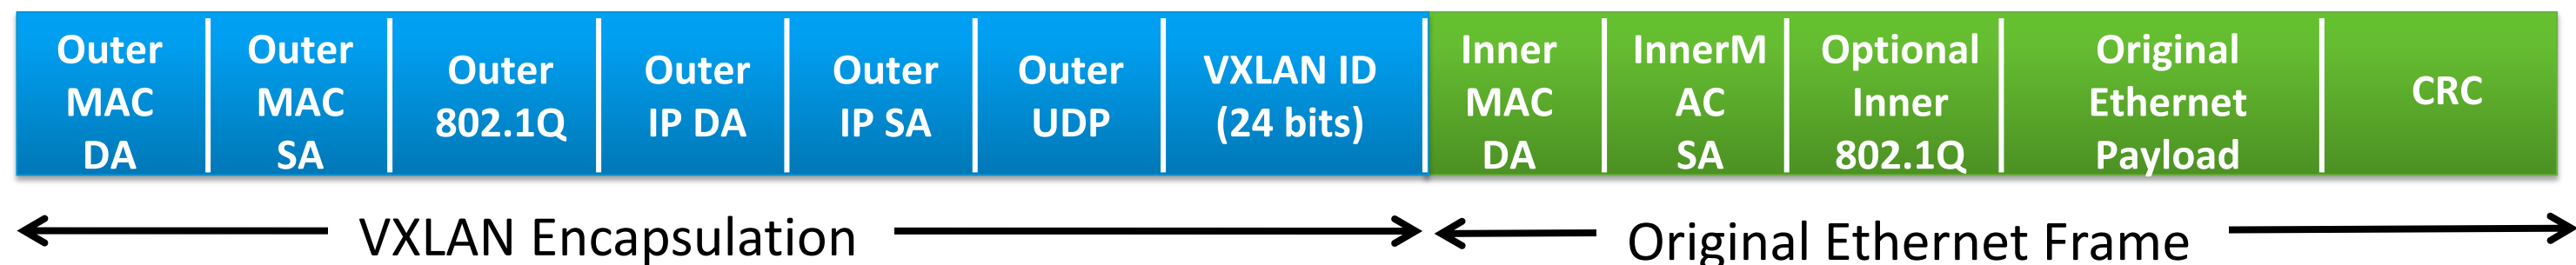 Outer
MAC
DA
Outer
MAC
SA
Outer
802.1Q
Outer
IP DA
Outer
IP SA
Outer
UDP
VXLAN ID
(24 bits)
Inner
MAC
DA
InnerM
AC
SA
Optional
Inner
802.1Q
Original
Ethernet
Payload
CRC
VXLAN Encapsulation
Original Ethernet Frame